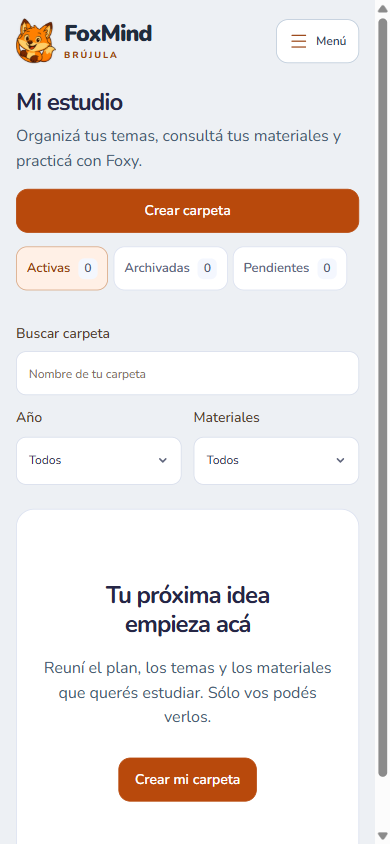 FoxMind
BRÚJULA
Menú
Mi estudio
Organizá tus temas, consultá tus materiales y
practicá con Foxy.
Crear carpeta
Activas 0
Archivadas 0
Pendientes 0
Buscar carpeta
Nombre de tu carpeta
Año
Materiales
Todos
Todos
Tu próxima idea
empieza acá
Reuní el plan, los temas y los materiales
que querés estudiar. Sólo vos podés
verlos.
Crear mi carpeta